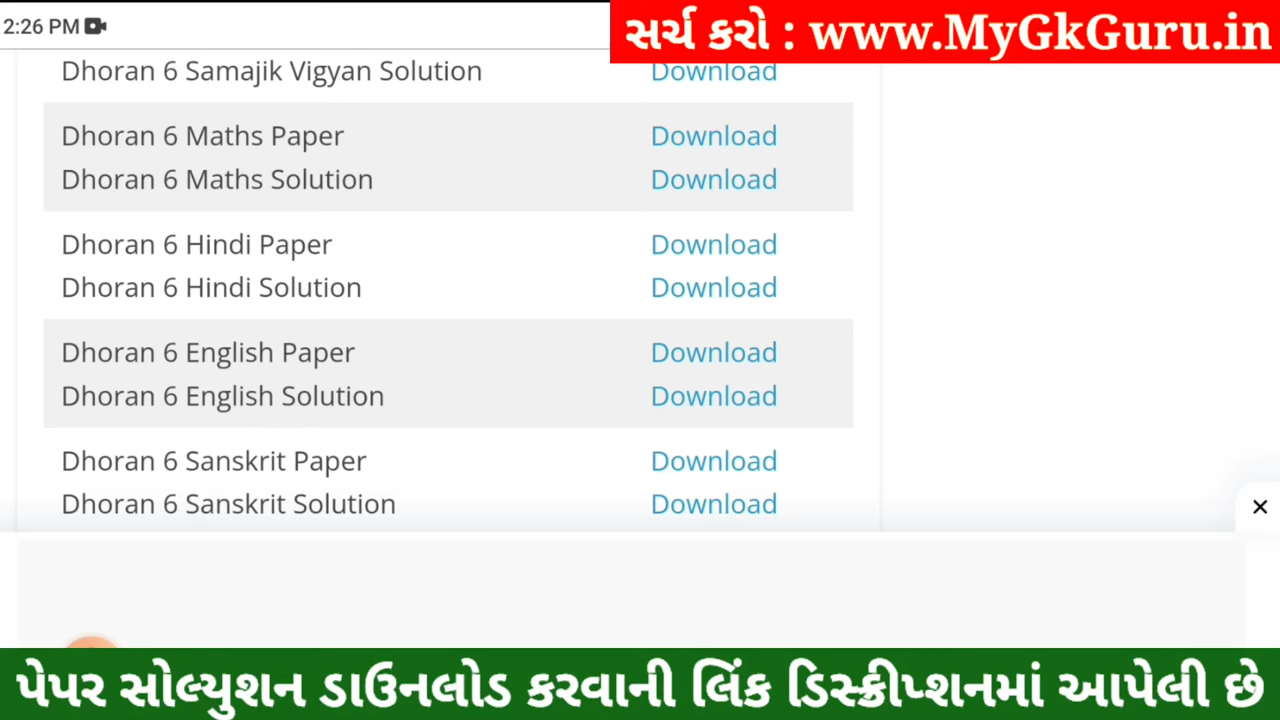 2:26 PM
સર્ચ કરો : www.MyGkGuru.in
Dhoran 6 Samajik Vigyan Solution Download
Dhoran 6 Maths Paper Download
Dhoran 6 Maths Solution Download
Dhoran 6 Hindi Paper Download
Dhoran 6 Hindi Solution Download
Dhoran 6 English Paper Download
Dhoran 6 English Solution Download
Dhoran 6 Sanskrit Paper Download
Dhoran 6 Sanskrit Solution Download
પેપર સોલ્યુશન ડાઉનલોડ કરવાની લિંક ડિસ્ક્રીપ્શનમાં આપેલી છે